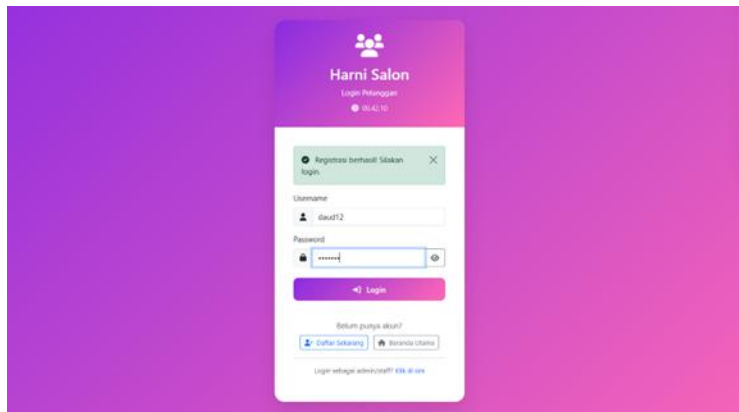 Harni Salon
Login Pelanggan
06.42.10
Registrasi berhasil! Silakan
login.
Username
daud12
Password
Login
Belum punya akun?
Daftar Sekarang
Beranda Utama
Login sebagai admin/staff? Klik di sini